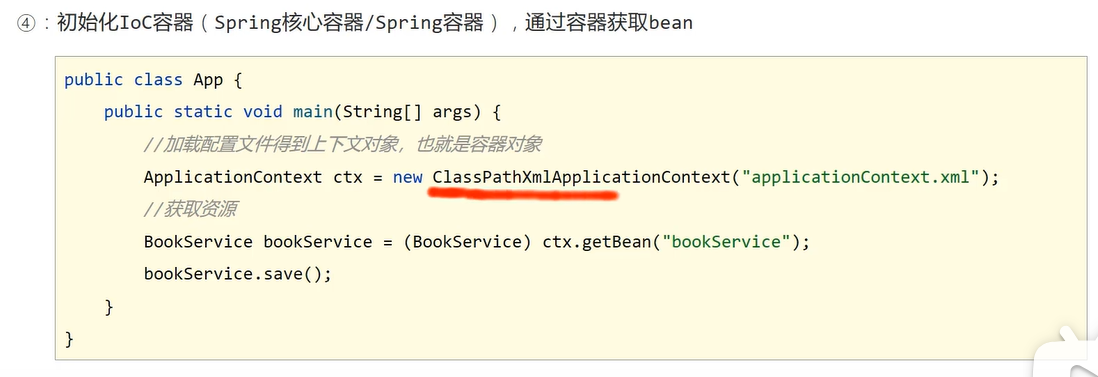 ④：初始化IoC容器（Spring核心容器/Spring容器），通过容器获取bean
public class App {
public static void main(String[] args) {
//加载配置文件得到上下文对象，也就是容器对象
ApplicationContext ctx = new ClassPathXmlApplicationContext("applicationContext.xml");
//获取资源
BookService bookService = (BookService) ctx.getBean("bookService");
bookService.save();
}
}